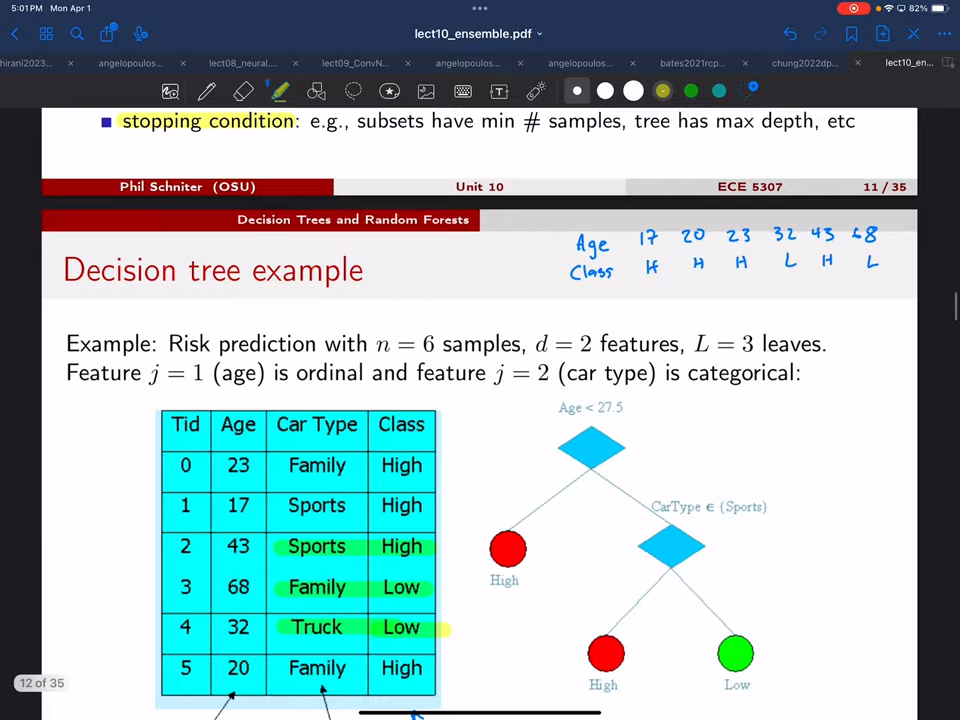 5:01 PM Mon Apr 1
82%
lect10_ensemble.pdf
hirani2023... angelopoulos... lect08_neural... lect09_ConvN... angelopoulos... angelopoulos... bates2021rcp... chung2022dp... lect10_en...
stopping condition: e.g., subsets have min # samples, tree has max depth, etc
Phil Schniter (OSU) Unit 10 ECE 5307 11 / 35
Decision Trees and Random Forests
Age 17 20 23 32 43 68
Class H H H L H L
Decision tree example
Example: Risk prediction with n = 6 samples, d = 2 features, L = 3 leaves.
Feature j = 1 (age) is ordinal and feature j = 2 (car type) is categorical:
Tid Age Car Type Class
0 23 Family High
1 17 Sports High
2 43 Sports High
3 68 Family Low
4 32 Truck Low
5 20 Family High
Age < 27.5
CarType ∈ {Sports}
High
High
Low
12 of 35